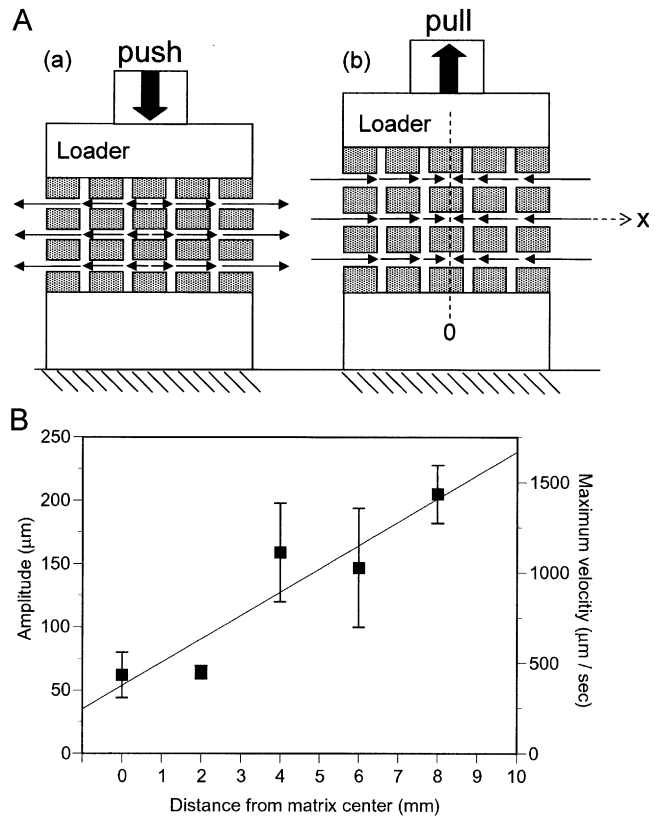 A
(a)
push
Loader
(b)
pull
Loader
x
0
B
250
200
150
100
50
0
Amplitude (μm)
1500
1000
500
0
Maximum velocitiy (μm / sec)
0 1 2 3 4 5 6 7 8 9 10
Distance from matrix center (mm)